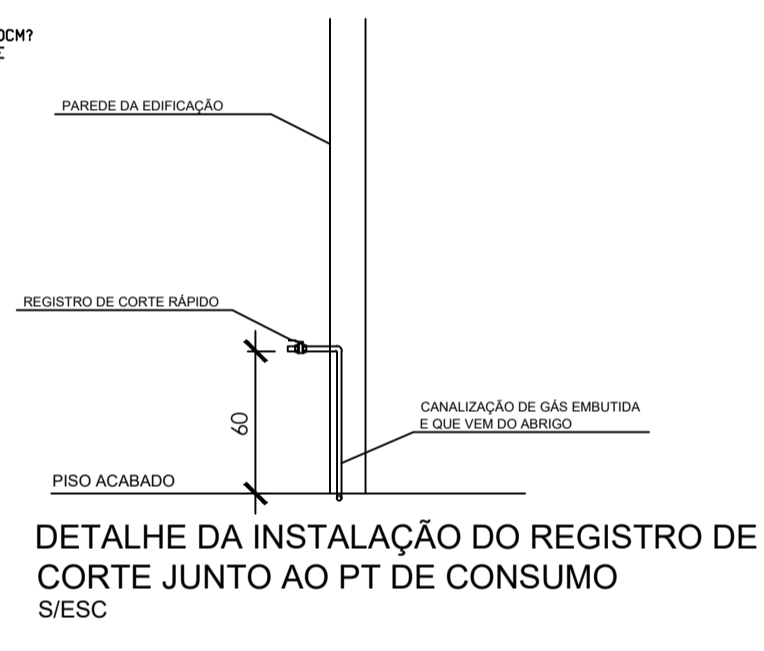 PAREDE DA EDIFICAÇÃO
REGISTRO DE CORTE RÁPIDO
60
CANALIZAÇÃO DE GÁS EMBUTIDA
E QUE VEM DO ABRIGO
PISO ACABADO
DETALHE DA INSTALAÇÃO DO REGISTRO DE
CORTE JUNTO AO PT DE CONSUMO
S/ESC